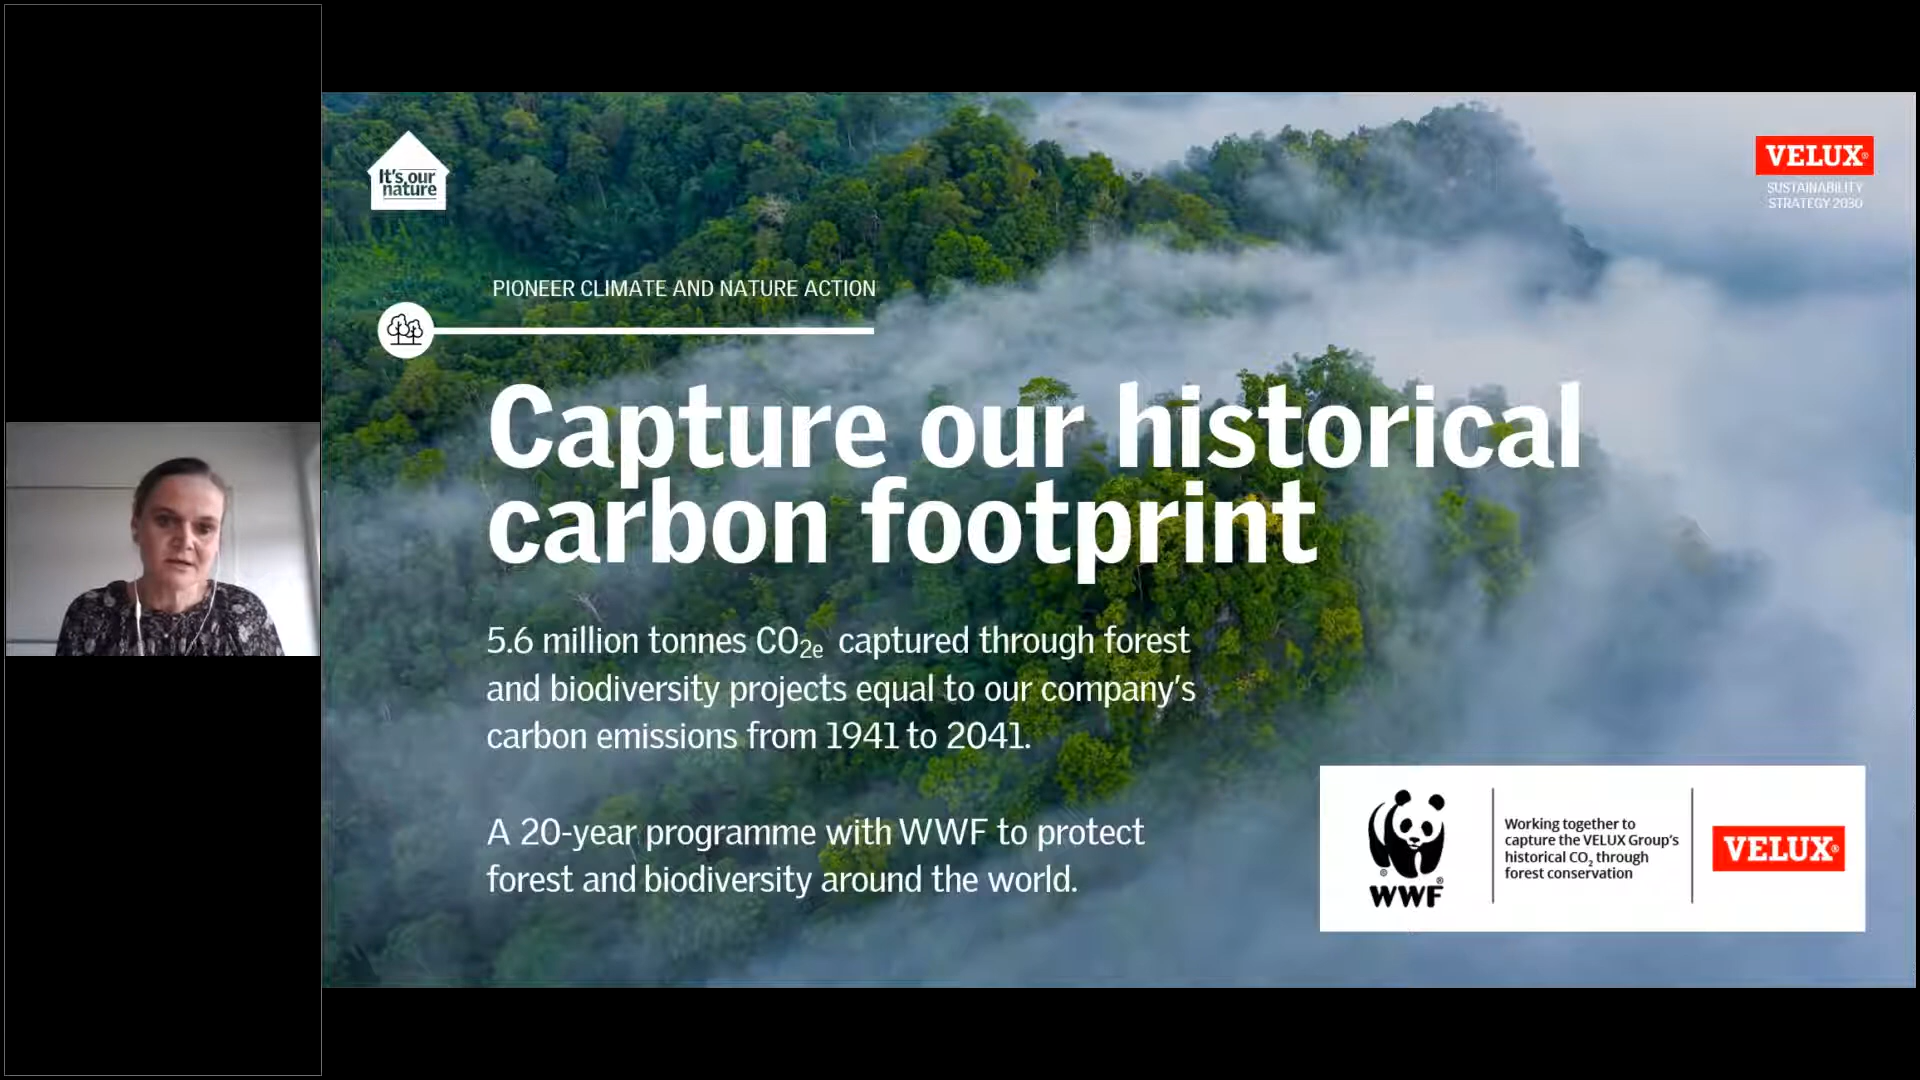 It's our
nature
VELUX®
SUSTAINABILITY
STRATEGY 2030
PIONEER CLIMATE AND NATURE ACTION
Capture our historical
carbon footprint
5.6 million tonnes CO2e captured through forest
and biodiversity projects equal to our company's
carbon emissions from 1941 to 2041.
A 20-year programme with WWF to protect
forest and biodiversity around the world.
WWF
®
®
Working together to
capture the VELUX Group's
historical CO2 through
forest conservation
VELUX®